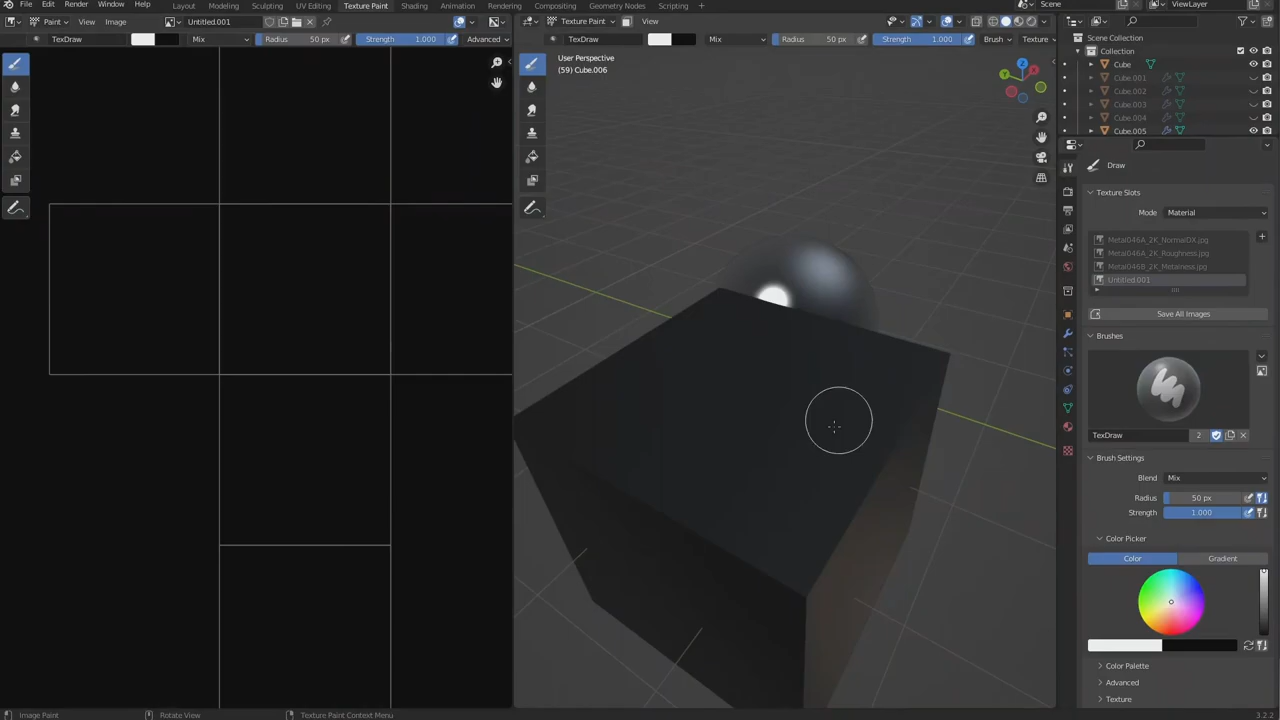 File Edit Render Window Help Layout Modeling Sculpting UV Editing Texture Paint Shading Animation Rendering Compositing Geometry Nodes Scripting + Scene ViewLayer
Paint View Image Untitled.001 Texture Paint View
TexDraw Mix Radius 50 px Strength 1.000 Advanced TexDraw Mix Radius 50 px Strength 1.000 Brush Texture
Scene Collection
Collection
Cube
Cube.001
Cube.002
Cube.003
Cube.004
Cube.005
User Perspective
(59) Cube.006
Draw
Texture Slots
Mode Material
Metal046A_2K_NormalDX.jpg
Metal046A_2K_Roughness.jpg
Metal046B_2K_Metalness.jpg
Untitled.001
Save All Images
Brushes
TexDraw 2
Brush Settings
Blend Mix
Radius 50 px
Strength 1.000
Color Picker
Color Gradient
Color Palette
Advanced
Texture
Image Paint Rotate View Texture Paint Context Menu 3.2.2